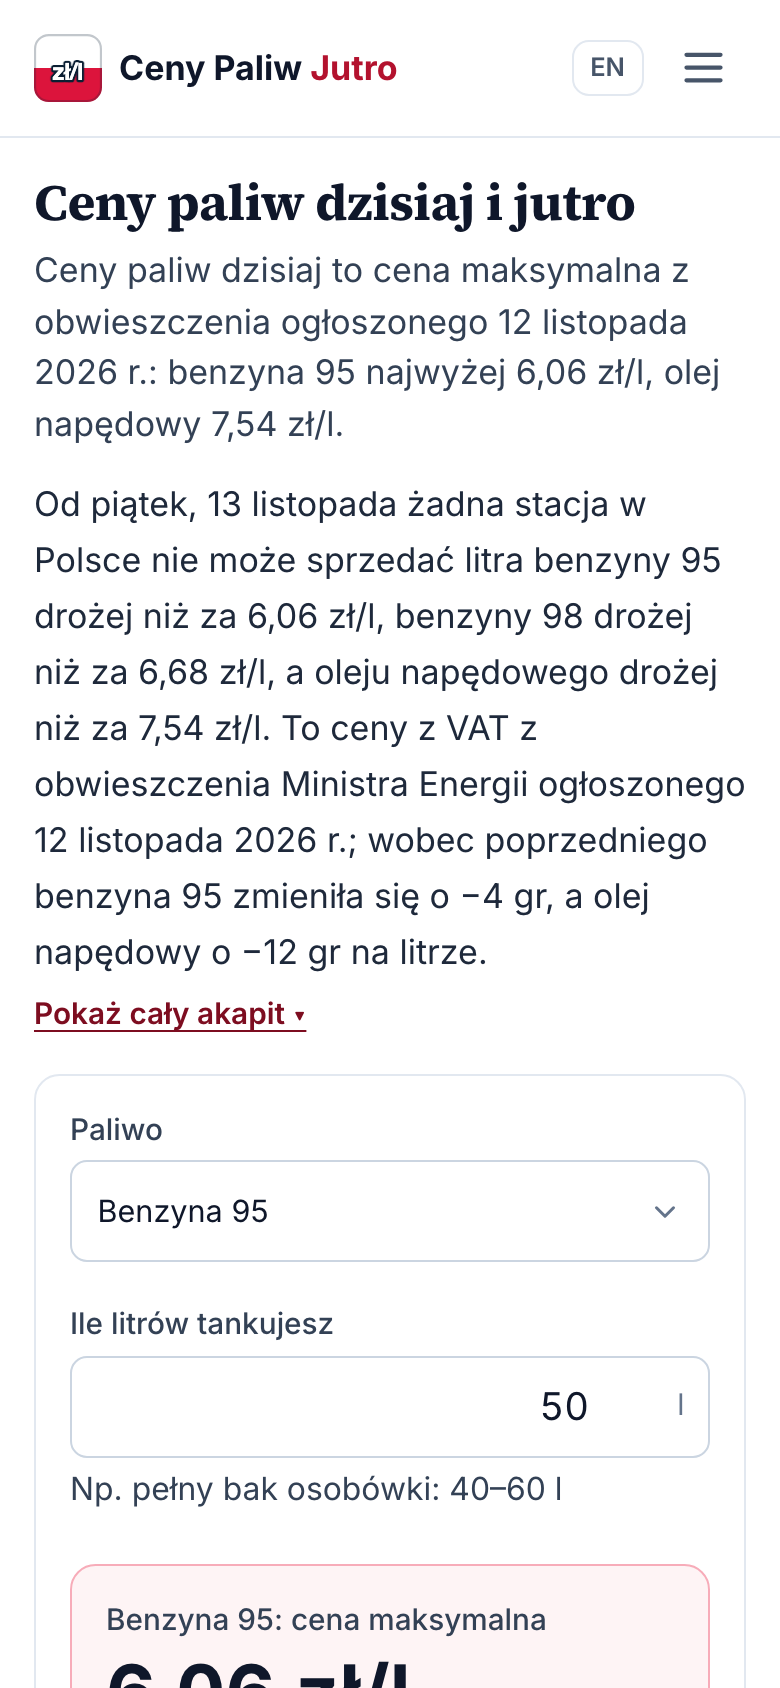 zł/l
Ceny Paliw Jutro
EN
Ceny paliw dzisiaj i jutro
Ceny paliw dzisiaj to cena maksymalna z
obwieszczenia ogłoszonego 12 listopada
2026 r.: benzyna 95 najwyżej 6,06 zł/l, olej
napędowy 7,54 zł/l.
Od piątek, 13 listopada żadna stacja w
Polsce nie może sprzedać litra benzyny 95
drożej niż za 6,06 zł/l, benzyny 98 drożej
niż za 6,68 zł/l, a oleju napędowego drożej
niż za 7,54 zł/l. To ceny z VAT z
obwieszczenia Ministra Energii ogłoszonego
12 listopada 2026 r.; wobec poprzedniego
benzyna 95 zmieniła się o −4 gr, a olej
napędowy o −12 gr na litrze.
Pokaż cały akapit ▾
Paliwo
Benzyna 95
Ile litrów tankujesz
50 l
Np. pełny bak osobówki: 40–60 l
Benzyna 95: cena maksymalna
6,06 zł/l